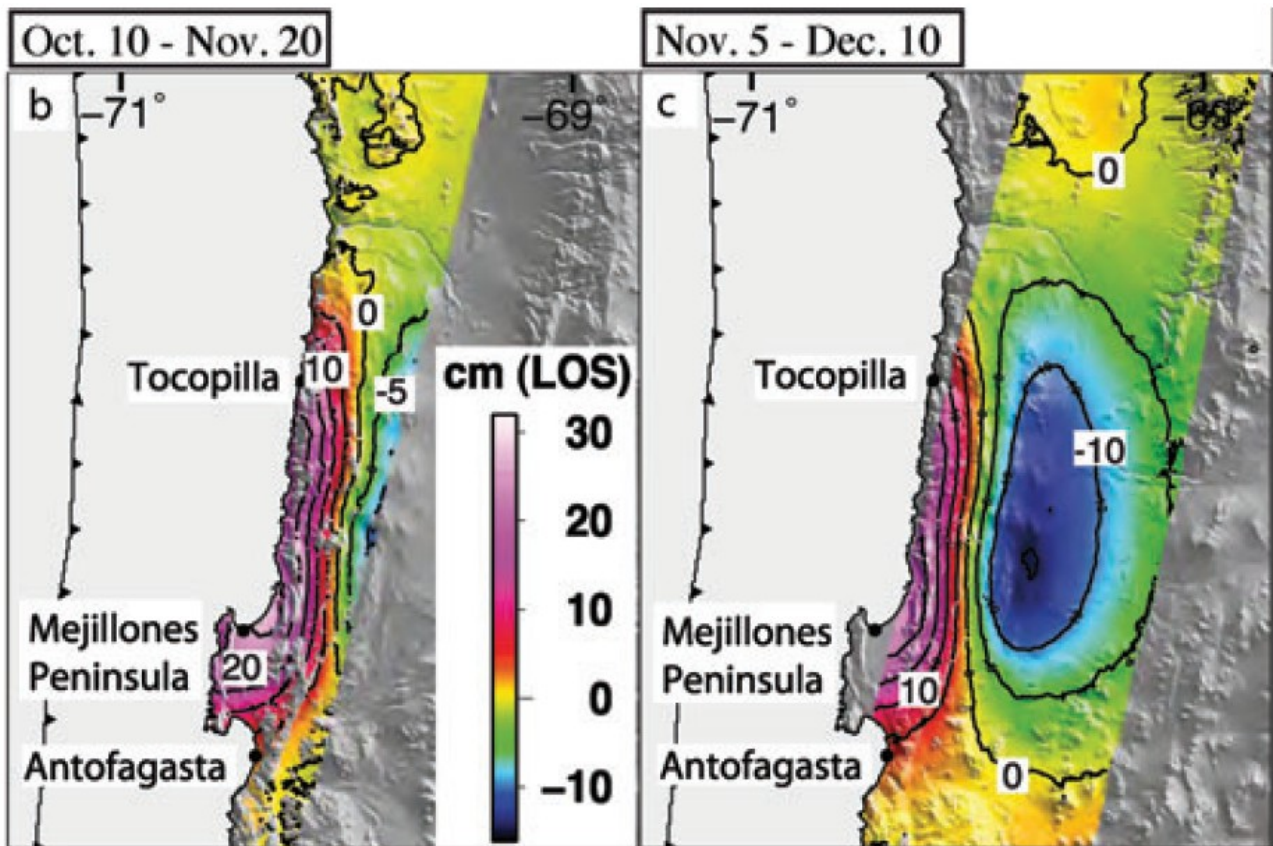 Oct. 10 - Nov. 20
b
−71°
−69°
0
10
Tocopilla
-5
cm (LOS)
30
20
10
0
−10
Mejillones
Peninsula
20
Antofagasta
Nov. 5 - Dec. 10
c
−71°
−69°
0
Tocopilla
-10
Mejillones
Peninsula
10
Antofagasta
0